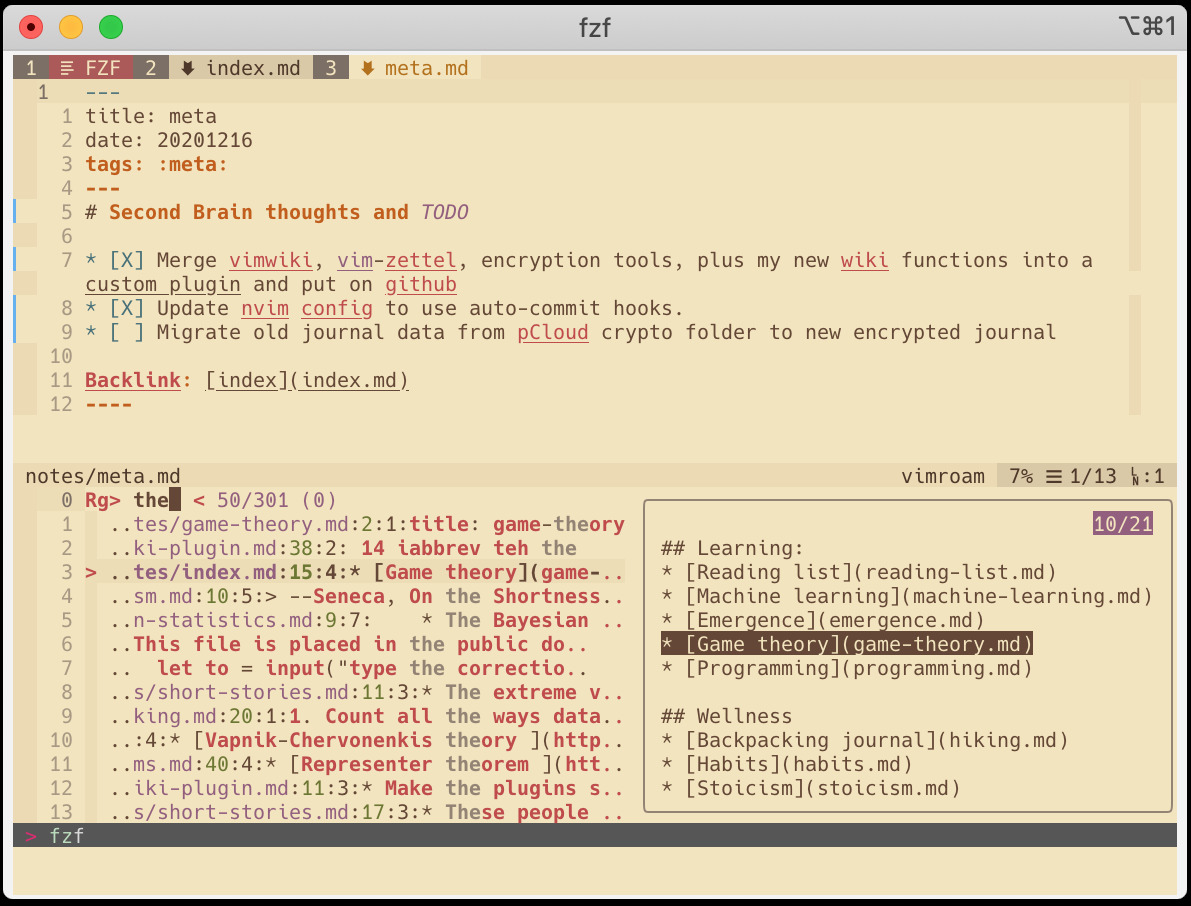 fzf ⌥⌘1
1 FZF 2 index.md 3 meta.md
1 ---
1 title: meta
2 date: 20201216
3 tags: :meta:
4 ---
5 # Second Brain thoughts and TODO
6
7 * [X] Merge vimwiki, vim-zettel, encryption tools, plus my new wiki functions into a
custom plugin and put on github
8 * [X] Update nvim config to use auto-commit hooks.
9 * [ ] Migrate old journal data from pCloud crypto folder to new encrypted journal
10
11 Backlink: [index](index.md)
12 ----
notes/meta.md vimroam 7% ☰ 1/13 ␤:1
0 Rg> the < 50/301 (0)
1 ..tes/game-theory.md:2:1:title: game-theory
2 ..ki-plugin.md:38:2: 14 iabbrev teh the
3 > ..tes/index.md:15:4:* [Game theory](game-..
4 ..sm.md:10:5:> --Seneca, On the Shortness..
5 ..n-statistics.md:9:7:    * The Bayesian ..
6 ..This file is placed in the public do..
7 ..  let to = input("type the correctio..
8 ..s/short-stories.md:11:3:* The extreme v..
9 ..king.md:20:1:1. Count all the ways data..
10 ..:4:* [Vapnik-Chervonenkis theory ](http..
11 ..ms.md:40:4:* [Representer theorem ](htt..
12 ..iki-plugin.md:11:3:* Make the plugins s..
13 ..s/short-stories.md:17:3:* These people ..
10/21
## Learning:
* [Reading list](reading-list.md)
* [Machine learning](machine-learning.md)
* [Emergence](emergence.md)
* [Game theory](game-theory.md)
* [Programming](programming.md)

## Wellness
* [Backpacking journal](hiking.md)
* [Habits](habits.md)
* [Stoicism](stoicism.md)
> fzf